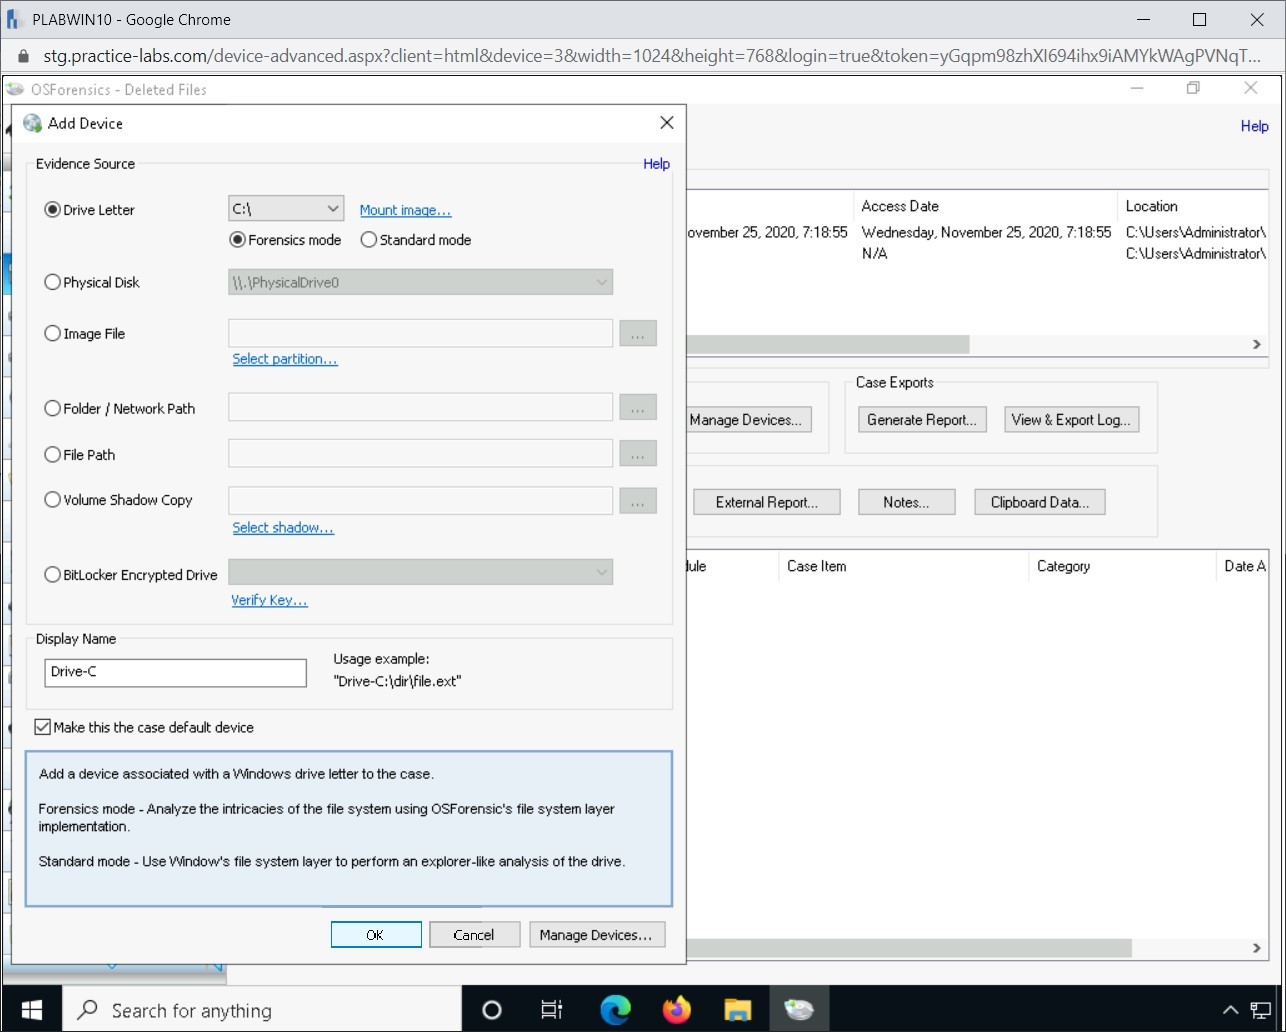 PLABWIN10 - Google Chrome
stg.practice-labs.com/device-advanced.aspx?client=html&device=3&width=1024&height=768&login=true&token=yGqpm98zhXI694ihx9iAMYkWAgPVNqT...
OSForensics - Deleted Files
Add Device
Help
Evidence Source
Help
Drive Letter
C:\
Mount image...
Forensics mode
Standard mode
Physical Disk
\\.\PhysicalDrive0
Image File
...
Select partition...
Folder / Network Path
...
File Path
...
Volume Shadow Copy
...
Select shadow...
BitLocker Encrypted Drive
Verify Key...
Display Name
Drive-C
Usage example:
"Drive-C:\dir\file.ext"
Make this the case default device
Add a device associated with a Windows drive letter to the case.
Forensics mode - Analyze the intricacies of the file system using OSForensic's file system layer
implementation.
Standard mode - Use Window's file system layer to perform an explorer-like analysis of the drive.
OK
Cancel
Manage Devices...
Access Date
Location
ovember 25, 2020, 7:18:55
Wednesday, November 25, 2020, 7:18:55
C:\Users\Administrator\
N/A
C:\Users\Administrator\
Case Exports
Manage Devices...
Generate Report...
View & Export Log...
External Report...
Notes...
Clipboard Data...
dule
Case Item
Category
Date A
Search for anything